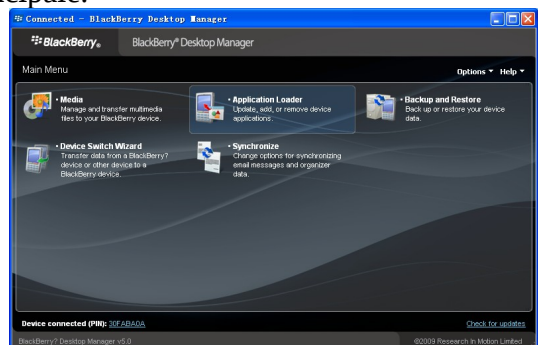 cipale.
Connected - BlackBerry Desktop Manager
BlackBerry® BlackBerry® Desktop Manager
Main Menu Options Help
Media
Manage and transfer multimedia
files to your BlackBerry device.
Application Loader
Update, add, or remove device
applications.
Backup and Restore
Back up or restore your device
data.
Device Switch Wizard
Transfer data from a BlackBerry?
device or other device to a
BlackBerry device.
Synchronize
Change options for synchronizing
email messages and organizer
data.
Device connected (PIN): 30FABA0A Check for updates
BlackBerry? Desktop Manager v5.0 ©2009 Research In Motion Limited